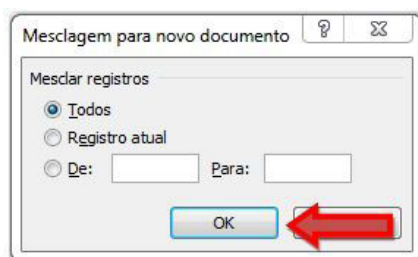 Mesclagem para novo documento
Mesclar registros
Todos
Registro atual
De: Para:
OK